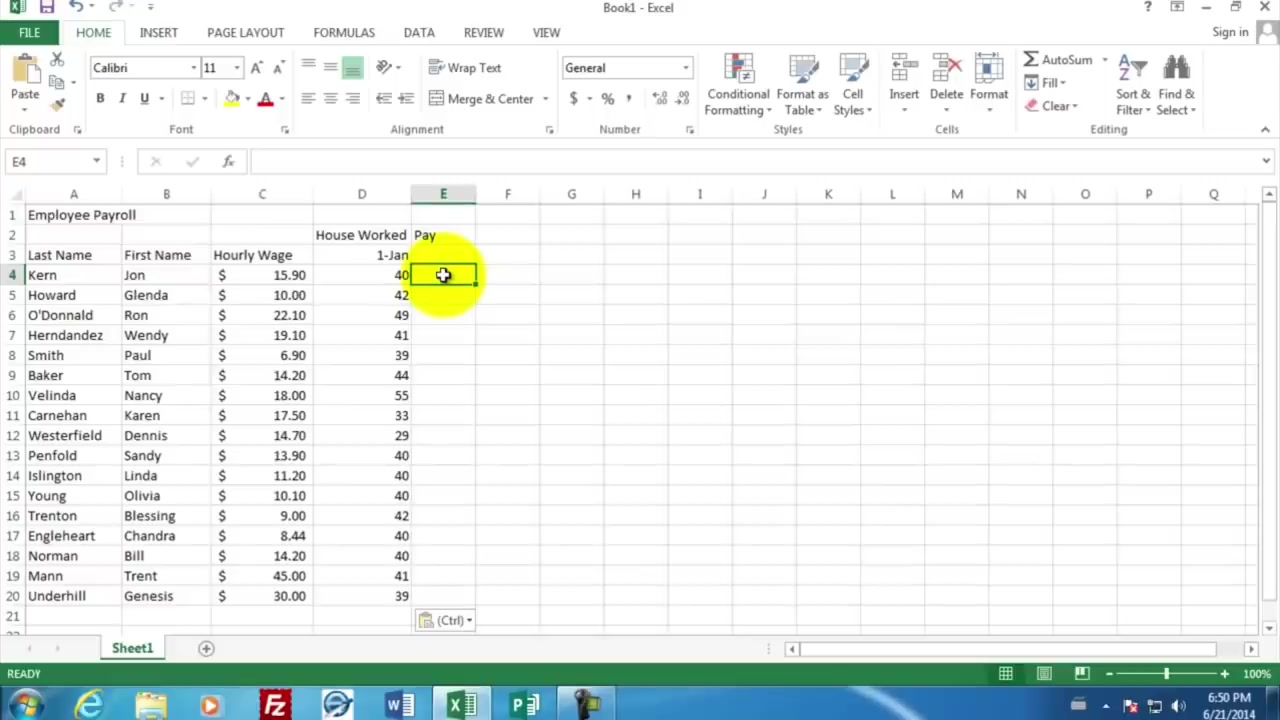 Book1 - Excel
?
FILE HOME INSERT PAGE LAYOUT FORMULAS DATA REVIEW VIEW Sign in
Calibri 11 Wrap Text General AutoSum
Paste B I U Merge & Center $ % , Conditional Formatting Format as Table Cell Styles Insert Delete Format Fill Clear Sort & Filter Find & Select
Clipboard Font Alignment Number Styles Cells Editing
E4 fx
A B C D E F G H I J K L M N O P Q
1 Employee Payroll
2 House Worked Pay
3 Last Name First Name Hourly Wage 1-Jan
4 Kern Jon $ 15.90 40
5 Howard Glenda $ 10.00 42
6 O'Donnald Ron $ 22.10 49
7 Herndandez Wendy $ 19.10 41
8 Smith Paul $ 6.90 39
9 Baker Tom $ 14.20 44
10 Velinda Nancy $ 18.00 55
11 Carnehan Karen $ 17.50 33
12 Westerfield Dennis $ 14.70 29
13 Penfold Sandy $ 13.90 40
14 Islington Linda $ 11.20 40
15 Young Olivia $ 10.10 40
16 Trenton Blessing $ 9.00 42
17 Engleheart Chandra $ 8.44 40
18 Norman Bill $ 14.20 40
19 Mann Trent $ 45.00 41
20 Underhill Genesis $ 30.00 39
21 (Ctrl)
Sheet1
READY 100%
6:50 PM
6/21/2014